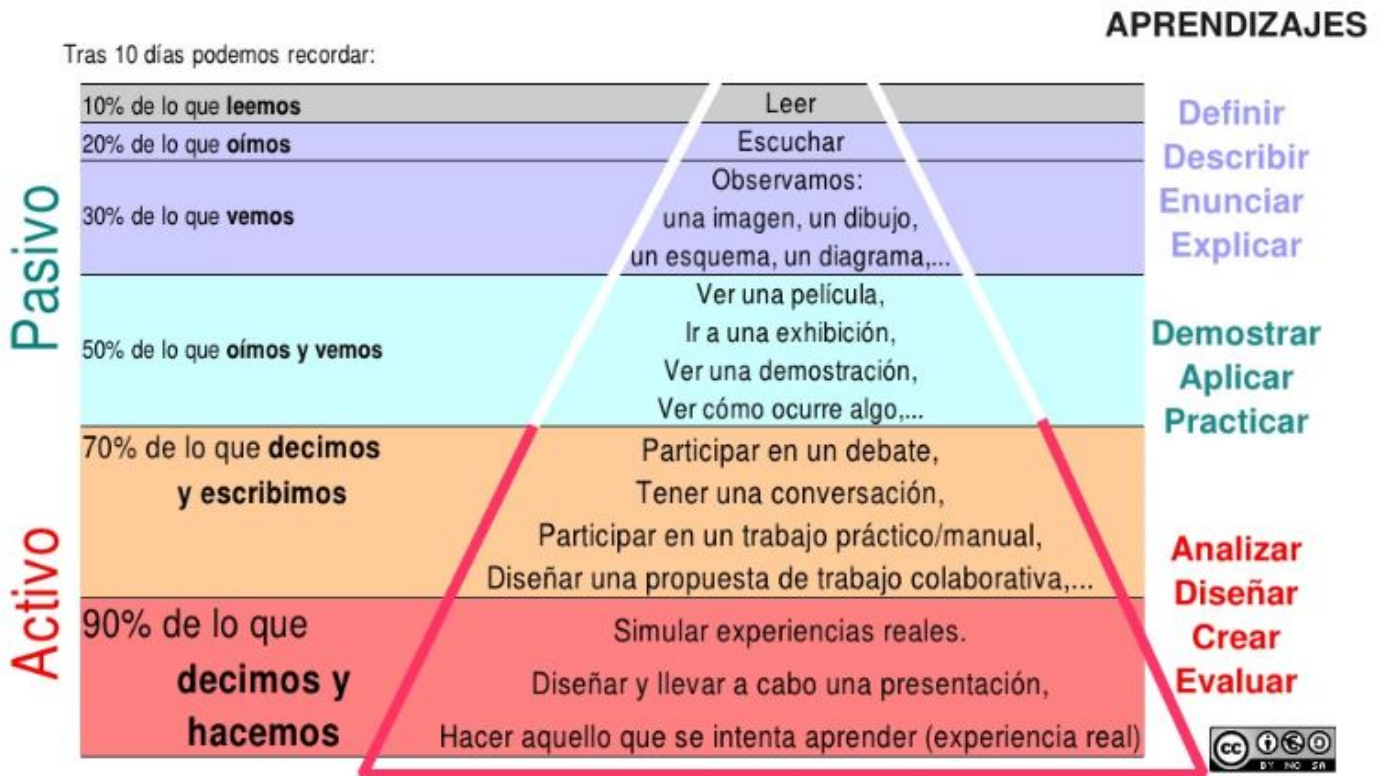 APRENDIZAJES
Tras 10 días podemos recordar:
Pasivo
Activo
10% de lo que leemos
Leer
20% de lo que oímos
Escuchar
30% de lo que vemos
Observamos:
una imagen, un dibujo,
un esquema, un diagrama,...
50% de lo que oímos y vemos
Ver una película,
Ir a una exhibición,
Ver una demostración,
Ver cómo ocurre algo,...
70% de lo que decimos
y escribimos
Participar en un debate,
Tener una conversación,
Participar en un trabajo práctico/manual,
Diseñar una propuesta de trabajo colaborativa,...
90% de lo que
decimos y
hacemos
Simular experiencias reales.
Diseñar y llevar a cabo una presentación,
Hacer aquello que se intenta aprender (experiencia real)
Definir
Describir
Enunciar
Explicar
Demostrar
Aplicar
Practicar
Analizar
Diseñar
Crear
Evaluar
cc
BY NC SA